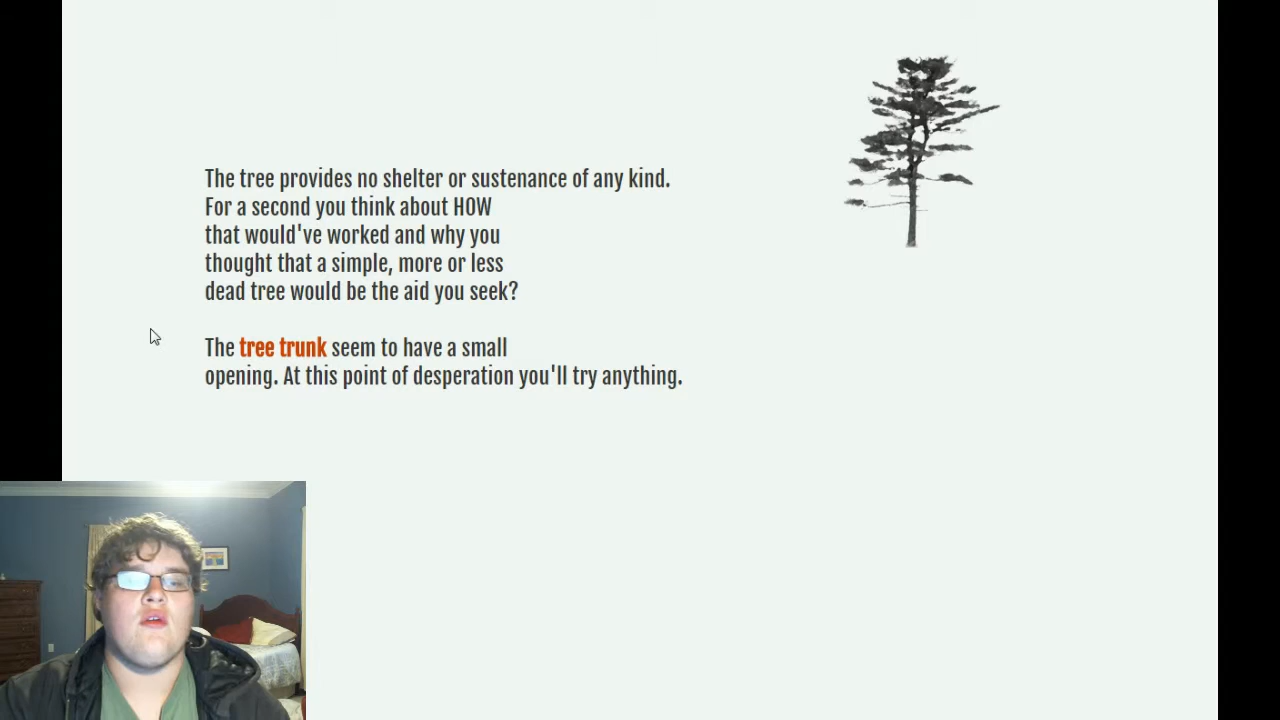 The tree provides no shelter or sustenance of any kind.
For a second you think about HOW
that would've worked and why you
thought that a simple, more or less
dead tree would be the aid you seek?
The tree trunk seem to have a small
opening. At this point of desperation you'll try anything.